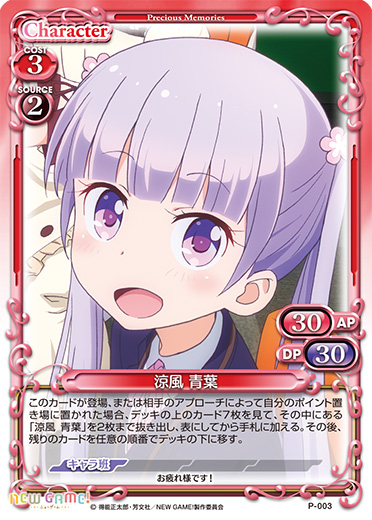 Precious Memories
Character
COST
3
SOURCE
2
30 AP
DP 30
涼風 青葉
このカードが登場、または相手のアプローチによって自分のポイント置
き場に置かれた場合、デッキの上のカード7枚を見て、その中にある
「涼風 青葉」を2枚まで抜き出し、表にしてから手札に加える。その後、
残りのカードを任意の順番でデッキの下に移す。
キャラ班
お疲れ様です!
NEW GAME!
© 得能正太郎・芳文社/NEW GAME!製作委員会
P-003